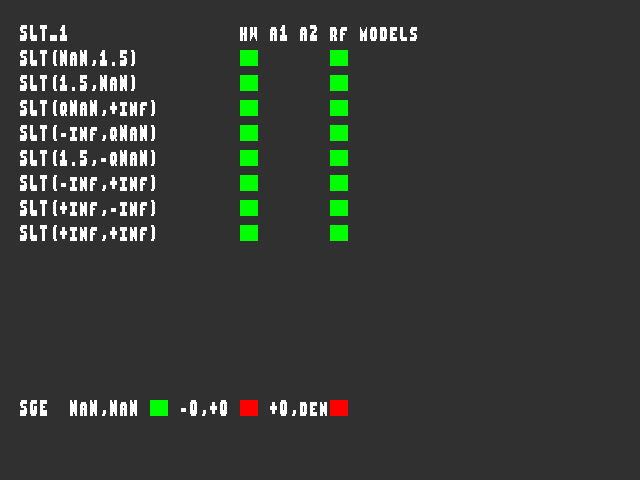 SLT_1 HW A1 A2 RF MODELS
SLT(NAN,1.5)
SLT(1.5,NAN)
SLT(QNAN,+INF)
SLT(-INF,QNAN)
SLT(1.5,-QNAN)
SLT(-INF,+INF)
SLT(+INF,-INF)
SLT(+INF,+INF)
SGE NAN,NAN -0,+0 +0,DEN